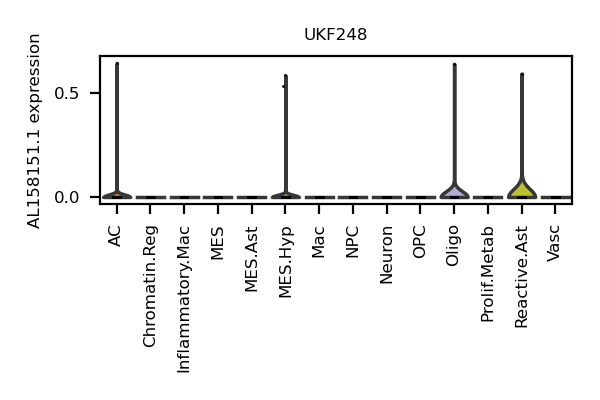 UKF248
AL158151.1 expression
0.5
0.0
AC
Chromatin.Reg
Inflammatory.Mac
MES
MES.Ast
MES.Hyp
Mac
NPC
Neuron
OPC
Oligo
Prolif.Metab
Reactive.Ast
Vasc